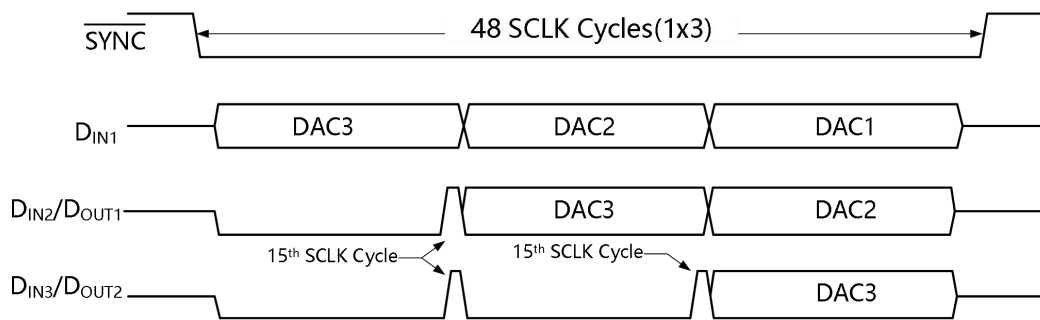 SYNC
48 SCLK Cycles(1x3)
DIN1
DAC3
DAC2
DAC1
DIN2/DOUT1
DAC3
DAC2
15th SCLK Cycle
15th SCLK Cycle
DIN3/DOUT2
DAC3